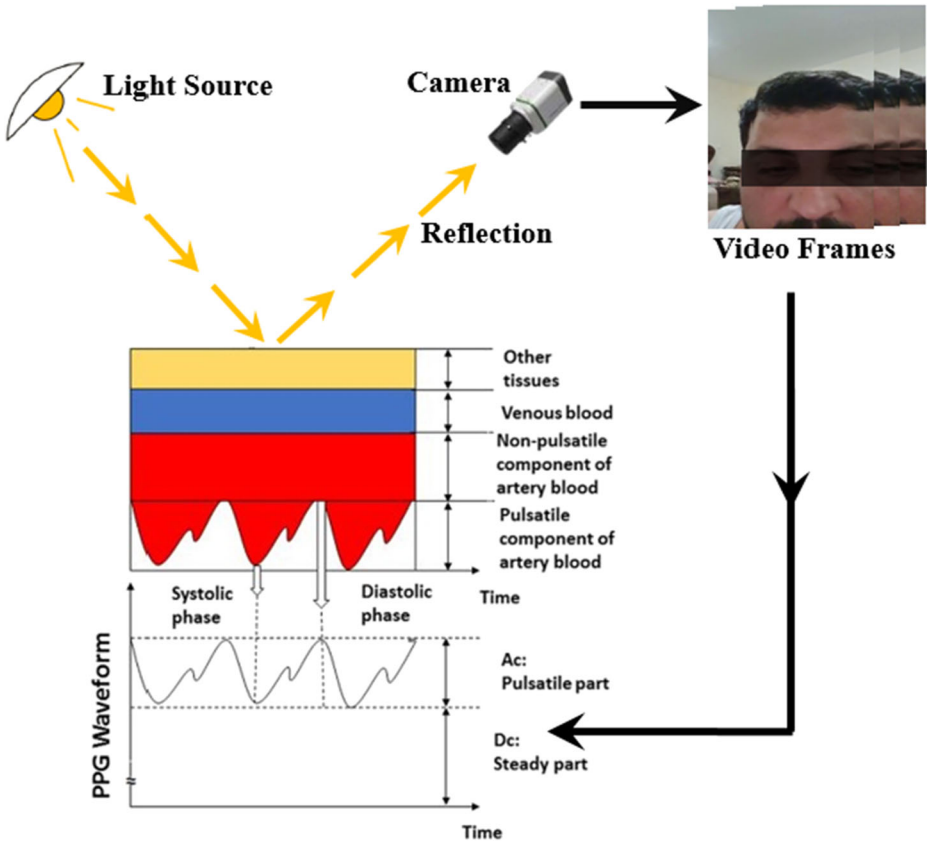 Light Source
Camera
Reflection
Video Frames
Other
tissues
Venous blood
Non-pulsatile
component of
artery blood
Pulsatile
component of
artery blood
Systolic
phase
Diastolic
phase
Time
PPG Waveform
Ac:
Pulsatile part
Dc:
Steady part
Time